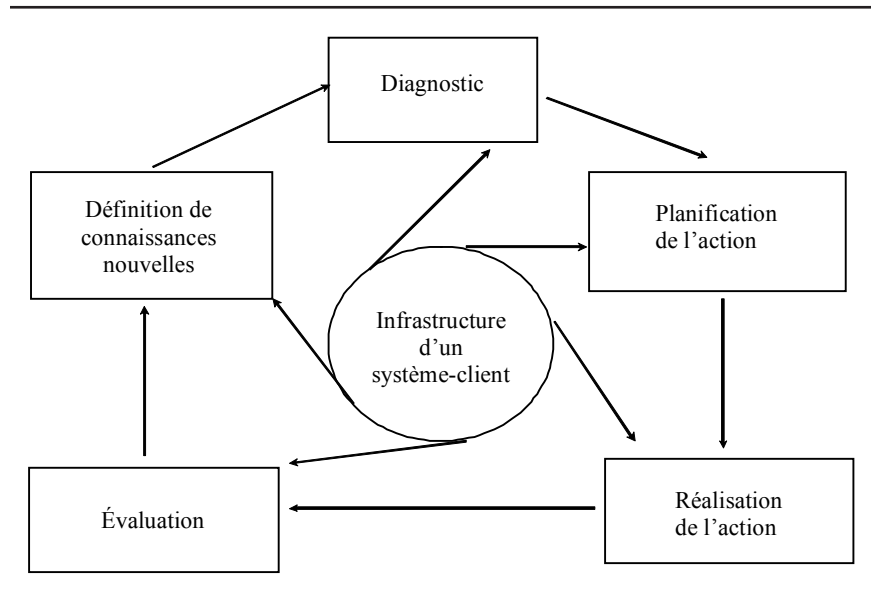 Diagnostic
Définition de
connaissances
nouvelles
Planification
de l’action
Infrastructure
d’un
système-client
Évaluation
Réalisation
de l’action